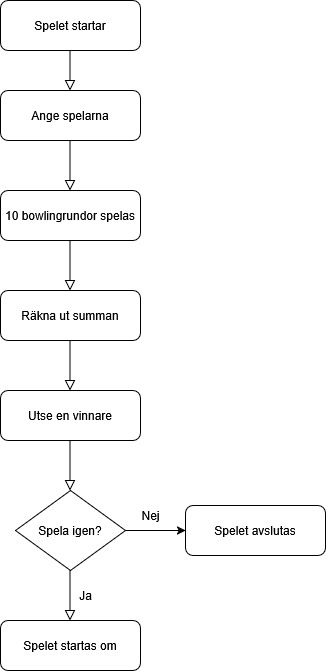 Spelet startar
Ange spelarna
10 bowlingrundor spelas
Räkna ut summan
Utse en vinnare
Spela igen?
Nej
Spelet avslutas
Ja
Spelet startas om